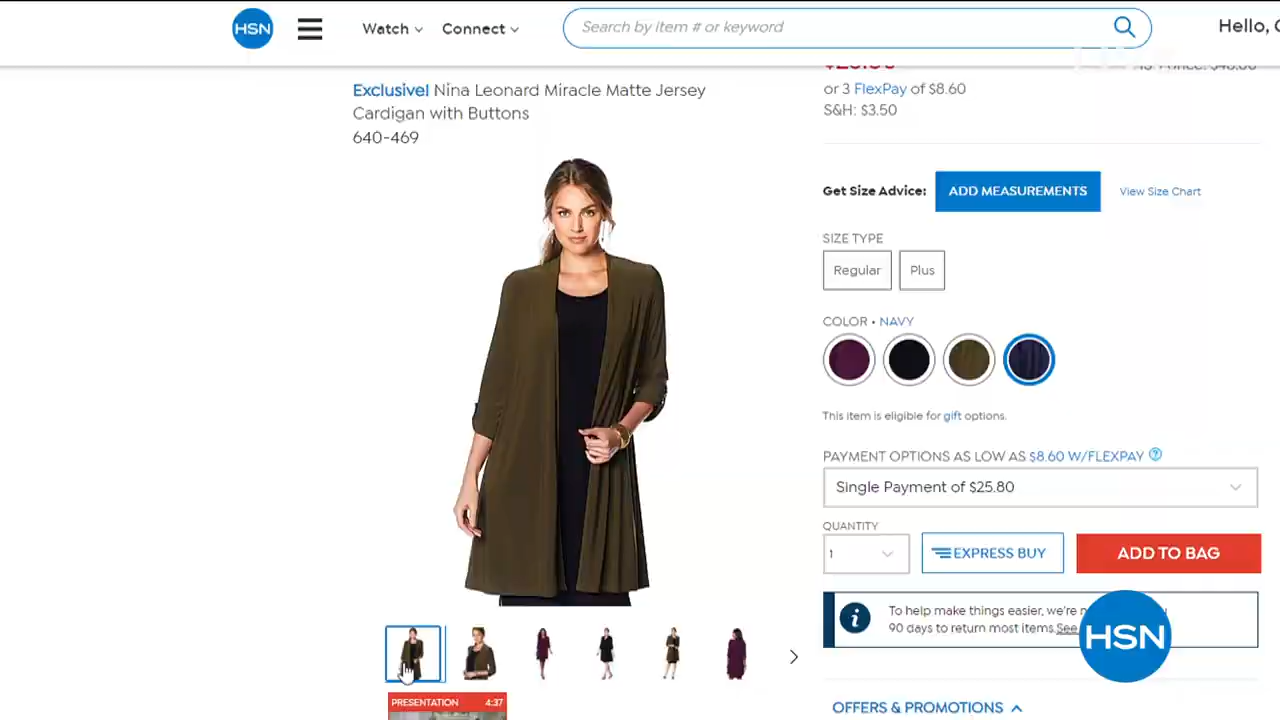 HSN
Watch
Connect
Search by item # or keyword
Hello,
Exclusive! Nina Leonard Miracle Matte Jersey
Cardigan with Buttons
640-469
or 3 FlexPay of $8.60
S&H: $3.50
Get Size Advice:
ADD MEASUREMENTS
View Size Chart
SIZE TYPE
Regular
Plus
COLOR • NAVY
This item is eligible for gift options.
PAYMENT OPTIONS AS LOW AS $8.60 W/FLEXPAY ?
Single Payment of $25.80
QUANTITY
1
EXPRESS BUY
ADD TO BAG
i
To help make things easier, we're
90 days to return most items. See
HSN
PRESENTATION 4:37
OFFERS & PROMOTIONS